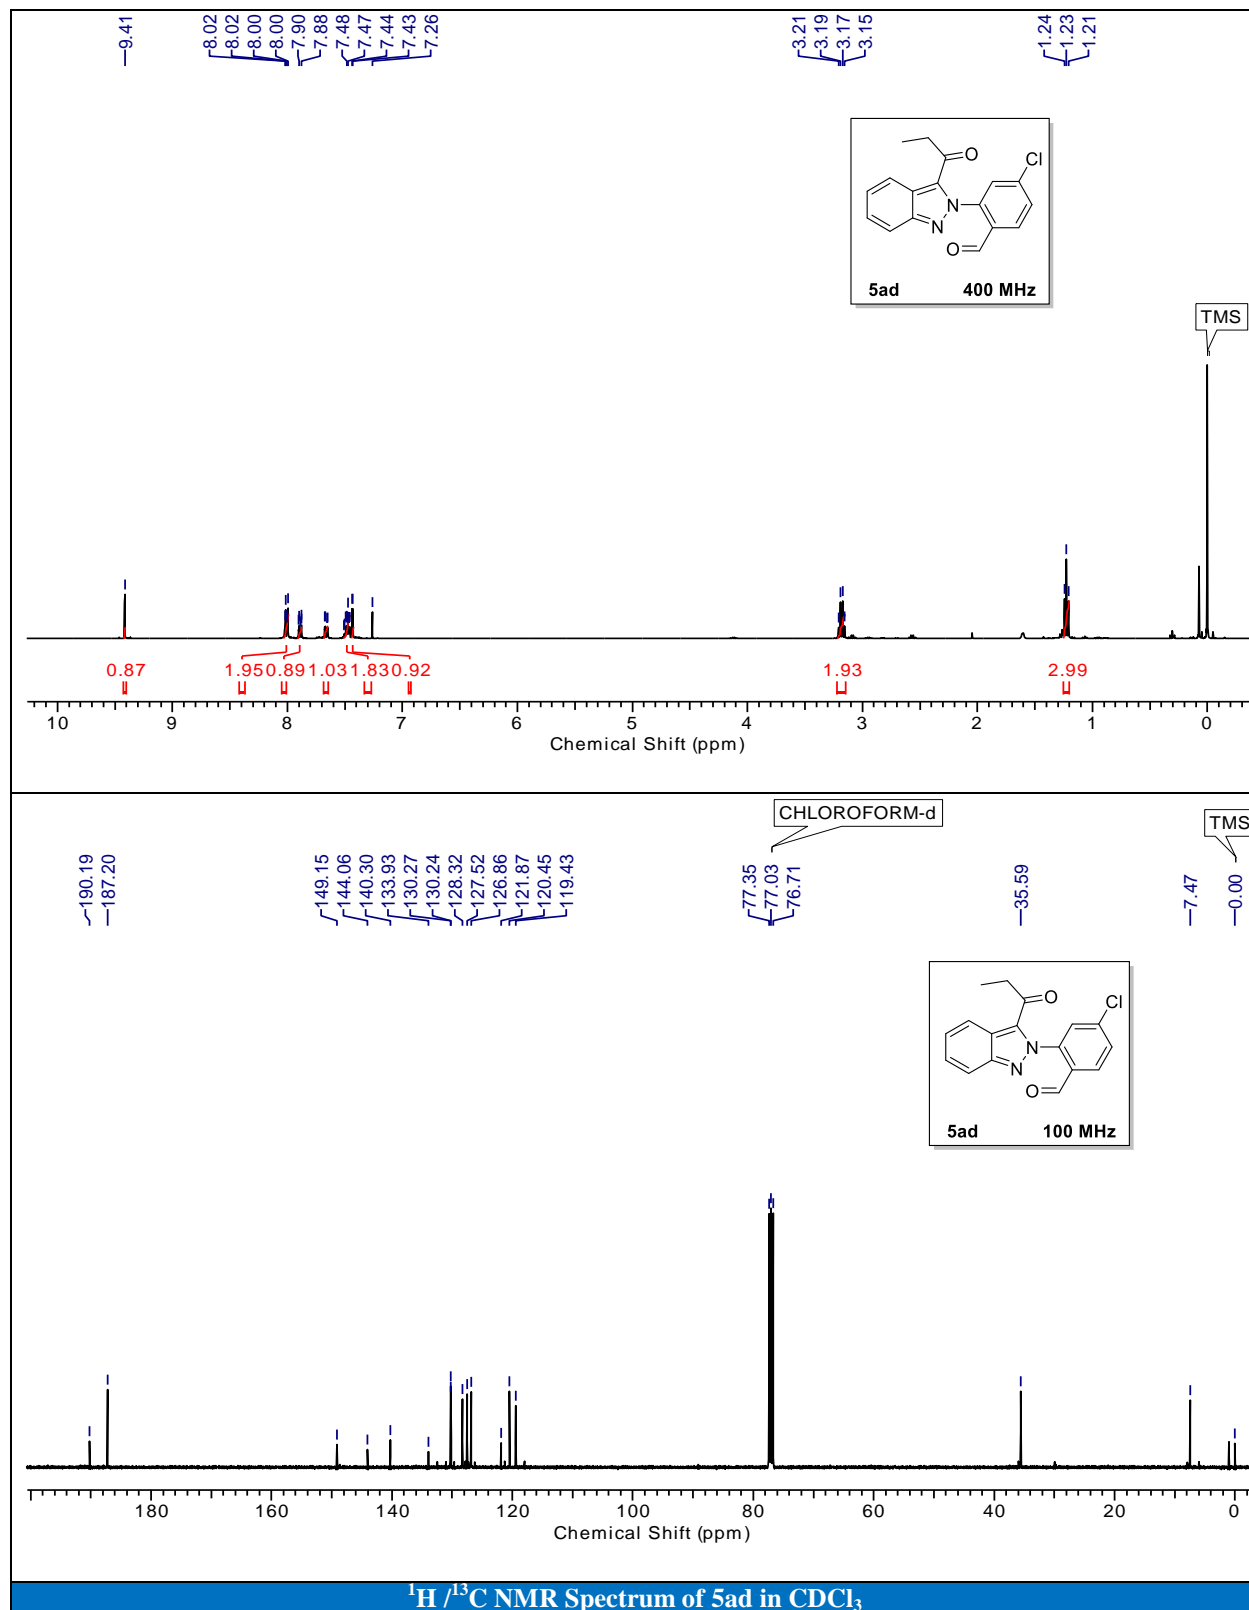 9.41
8.02
8.02
8.00
8.00
7.90
7.88
7.48
7.47
7.44
7.43
7.26
3.21
3.19
3.17
3.15
1.24
1.23
1.21
O
Cl
N
N
O
5ad 400 MHz
TMS
0.87 1.95 0.89 1.03 1.83 0.92 1.93 2.99
10 9 8 7 6 5 4 3 2 1 0
Chemical Shift (ppm)
CHLOROFORM-d
TMS
190.19
187.20
149.15
144.06
140.30
133.93
130.27
130.24
128.32
127.52
126.86
121.87
120.45
119.43
77.35
77.03
76.71
35.59
7.47
0.00
O
Cl
N
N
O
5ad 100 MHz
180 160 140 120 100 80 60 40 20 0
Chemical Shift (ppm)
¹H /¹³C NMR Spectrum of 5ad in CDCl₃